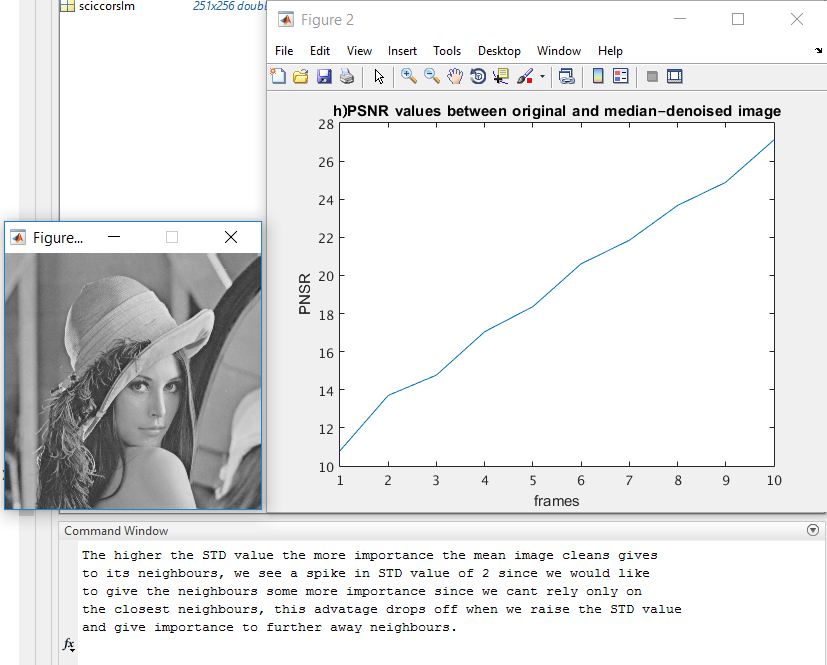 sciccorslm
251x256 doubl
Figure 2
File Edit View Insert Tools Desktop Window Help
h)PSNR values between original and median-denoised image
28
26
24
22
20
18
16
14
12
10
PNSR
1 2 3 4 5 6 7 8 9 10
frames
Figure...
Command Window
The higher the STD value the more importance the mean image cleans gives
to its neighbours, we see a spike in STD value of 2 since we would like
to give the neighbours some more importance since we cant rely only on
the closest neighbours, this advatage drops off when we raise the STD value
and give importance to further away neighbours.
fx